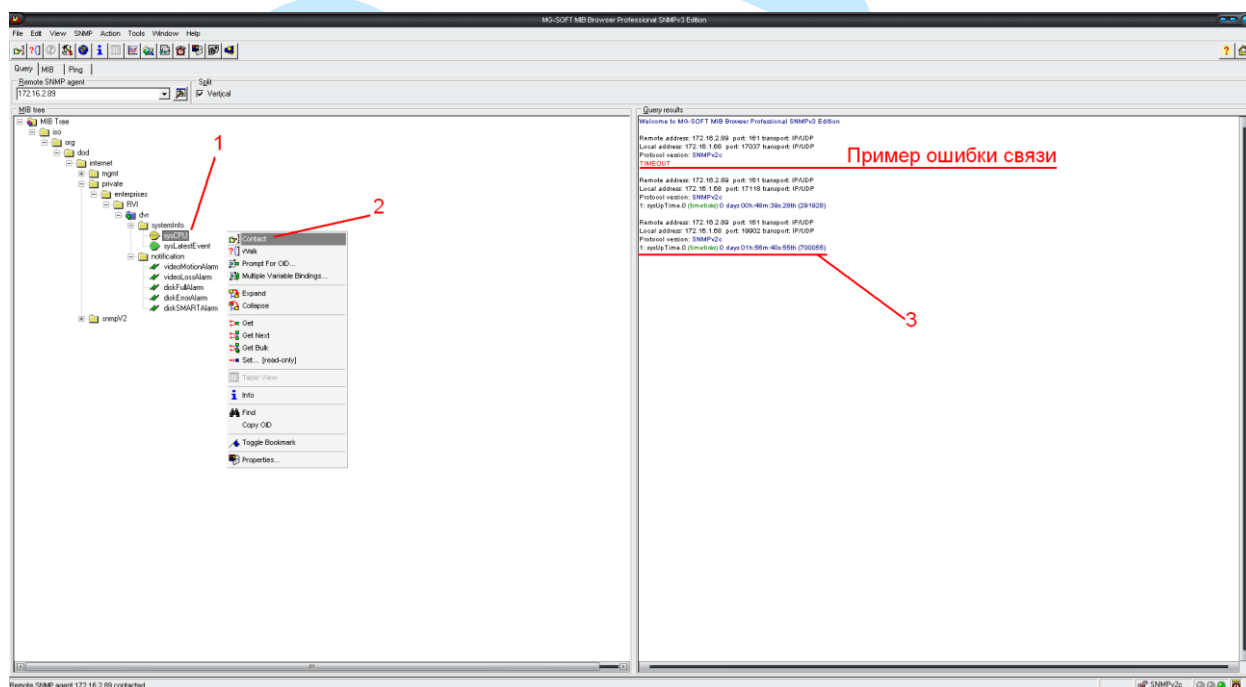 MG-SOFT MIB Browser Professional SNMPv3 Edition
File Edit View SNMP Action Tools Window Help
Query MIB Ping
Remote SNMP agent
Split
172.16.2.89
Vertical
MIB tree
MIB Tree
iso
org
dod
internet
mgmt
private
enterprises
RVI
dvr
systemInfo
sysCPU
sysLatestEvent
notification
videoMotionAlarm
videoLossAlarm
diskFullAlarm
diskErrorAlarm
diskSMARTAlarm
snmpV2
1
2
Contact
Walk
Prompt For OID...
Multiple Variable Bindings...
Expand
Collapse
Get
Get Next
Get Bulk
Set... [read-only]
Table View
Info
Find
Copy OID
Toggle Bookmark
Properties...
Query results
Welcome to MG-SOFT MIB Browser Professional SNMPv3 Edition
Remote address: 172.16.2.89 port: 161 transport: IP/UDP
Local address: 172.16.1.68 port: 17037 transport: IP/UDP
Protocol version: SNMPv2c
TIMEOUT
Пример ошибки связи
Remote address: 172.16.2.89 port: 161 transport: IP/UDP
Local address: 172.16.1.68 port: 17118 transport: IP/UDP
Protocol version: SNMPv2c
1: sysUpTime.0 (timeticks) 0 days 00h:48m:39s.28th (291928)
Remote address: 172.16.2.89 port: 161 transport: IP/UDP
Local address: 172.16.1.68 port: 19902 transport: IP/UDP
Protocol version: SNMPv2c
1: sysUpTime.0 (timeticks) 0 days 01h:56m:40s.55th (700055)
3
Remote SNMP agent 172.16.2.89 contacted
SNMPv2c